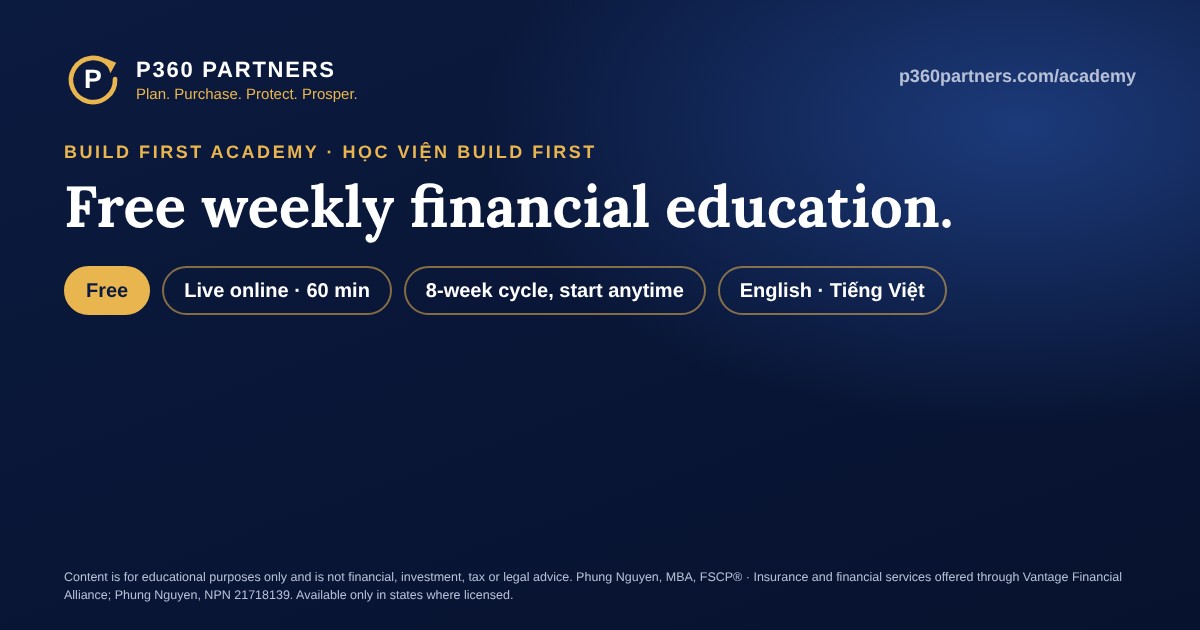 P
P360 PARTNERS
Plan. Purchase. Protect. Prosper.
p360partners.com/academy
BUILD FIRST ACADEMY · HỌC VIỆN BUILD FIRST
Free weekly financial education.
Free
Live online · 60 min
8-week cycle, start anytime
English · Tiếng Việt
Content is for educational purposes only and is not financial, investment, tax or legal advice. Phung Nguyen, MBA, FSCP® · Insurance and financial services offered through Vantage Financial
Alliance; Phung Nguyen, NPN 21718139. Available only in states where licensed.